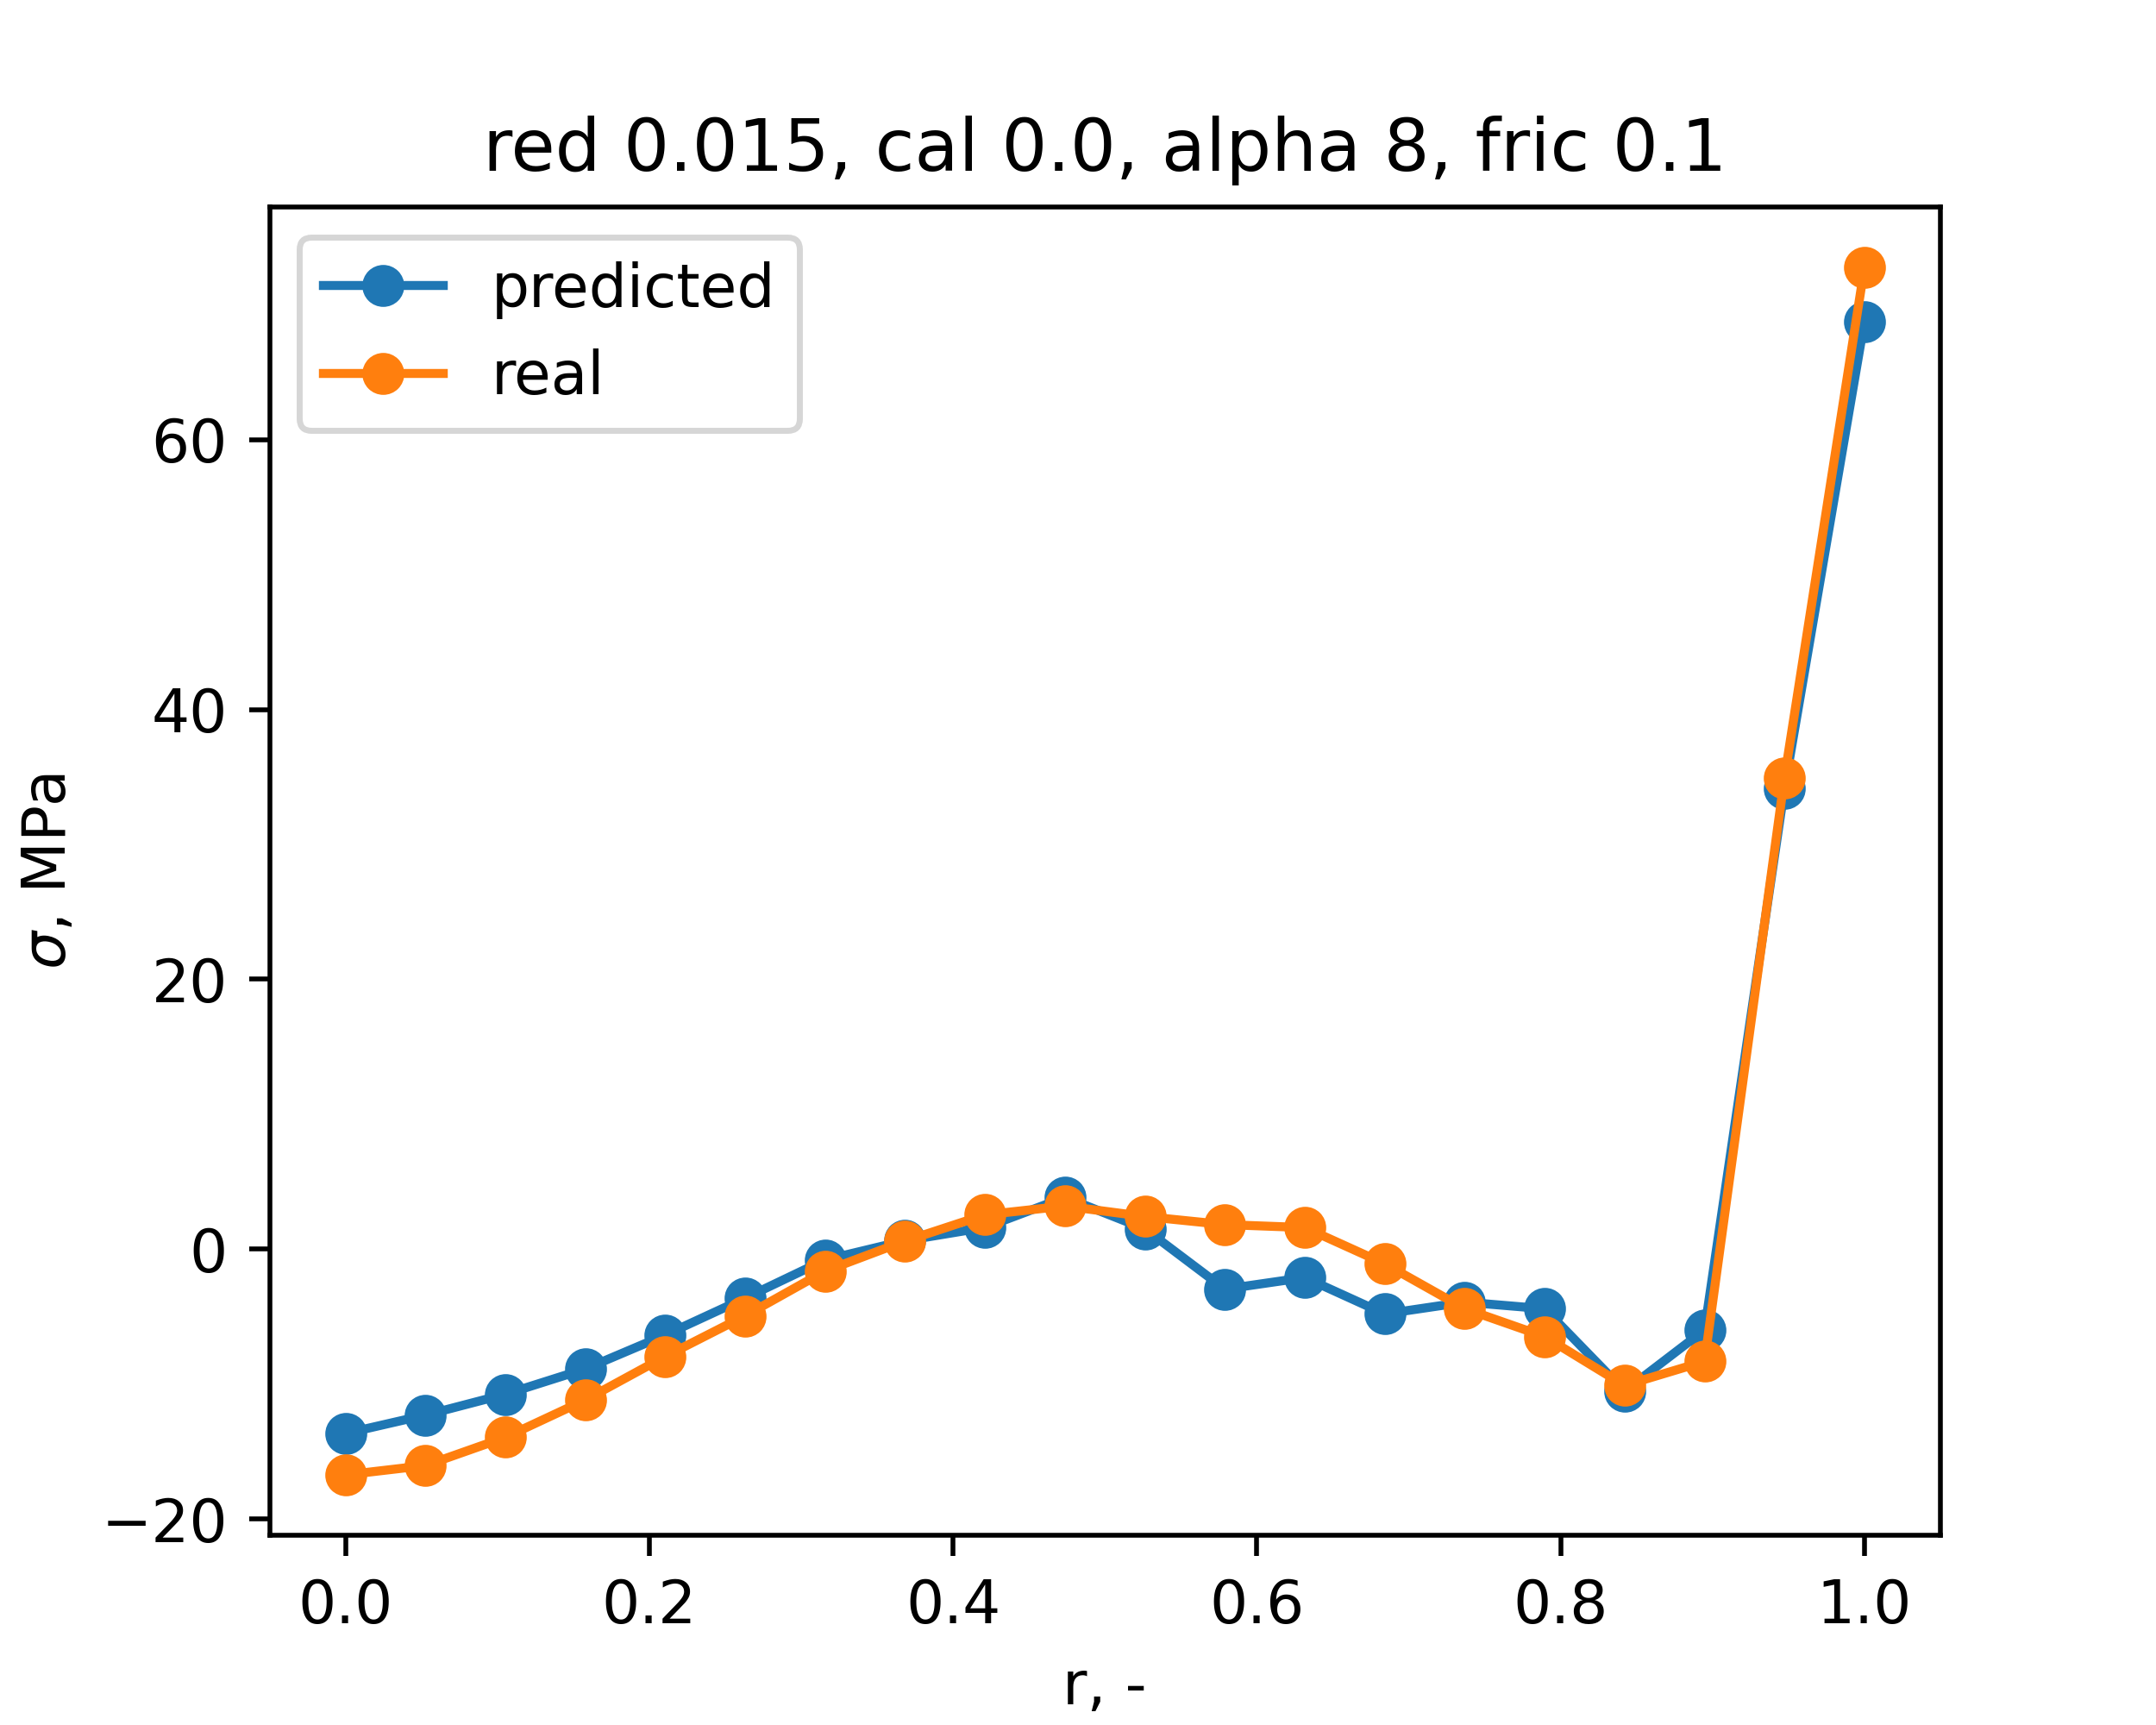 red 0.015, cal 0.0, alpha 8, fric 0.1
predicted
real
60
40
20
0
−20
σ, MPa
0.0 0.2 0.4 0.6 0.8 1.0
r, -